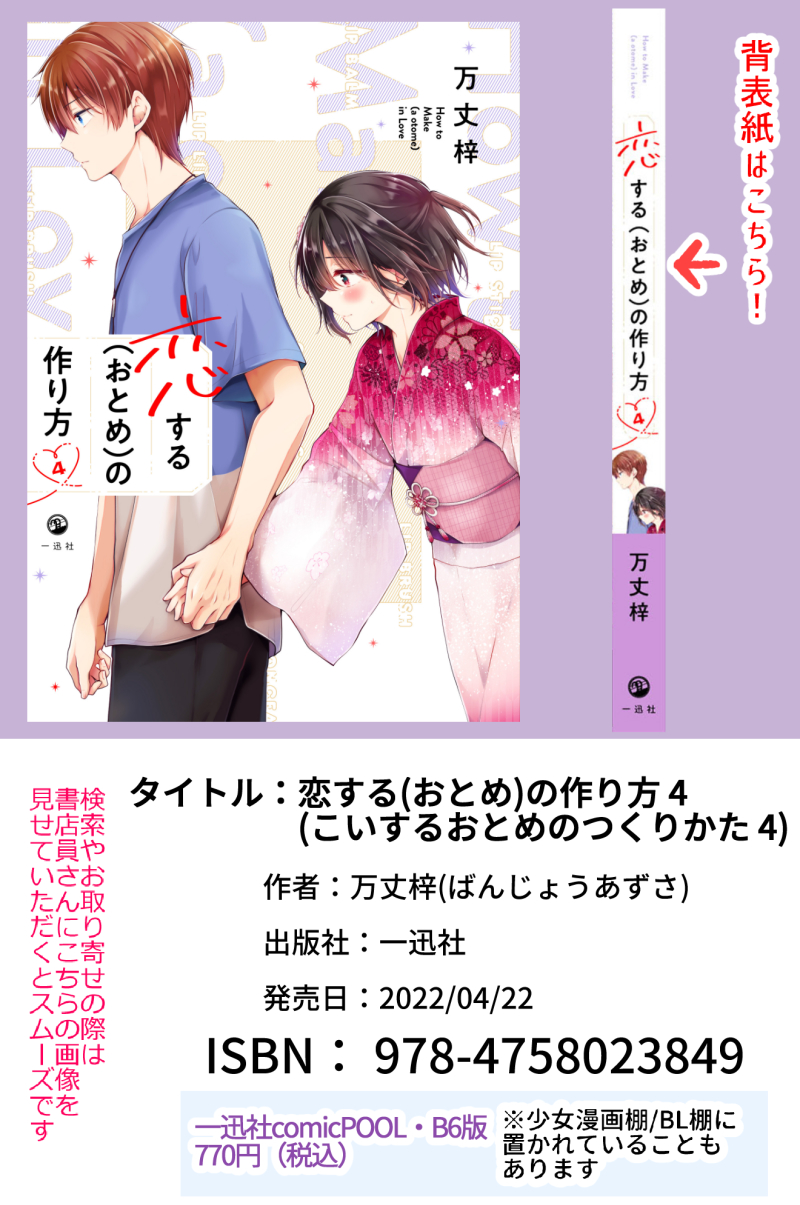 万丈梓
How to
Make
(a otome)
in Love
恋する
(おとめ)の
作り方
4
一迅社
LIP BALM
How to Make
(a otome) in Love
恋する(おとめ)の作り方
4
万丈梓
一迅社
背表紙はこちら!
検索やお取り寄せの際は
書店員さんにこちらの画像を
見せていただくとスムーズです
タイトル:恋する(おとめ)の作り方 4
(こいするおとめのつくりかた 4)
作者:万丈梓(ばんじょうあずさ)
出版社:一迅社
発売日:2022/04/22
ISBN: 978-4758023849
一迅社comicPOOL・B6版
770円(税込)
※少女漫画棚/BL棚に
置かれていることも
あります